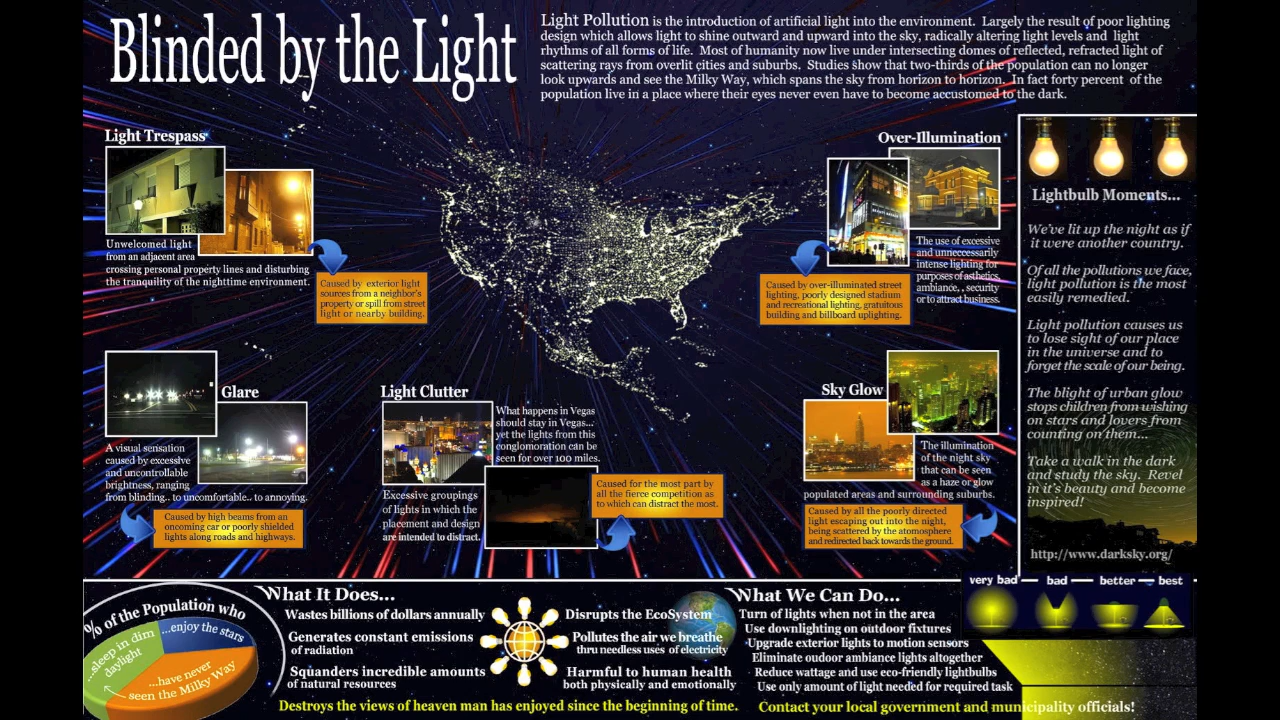 Blinded by the Light
Light Pollution is the introduction of artificial light into the environment. Largely the result of poor lighting
design which allows light to shine outward and upward into the sky, radically altering light levels and light
rhythms of all forms of life. Most of humanity now live under intersecting domes of reflected, refracted light of
scattering rays from overlit cities and suburbs. Studies show that two-thirds of the population can no longer
look upwards and see the Milky Way, which spans the sky from horizon to horizon. In fact forty percent of the
population live in a place where their eyes never even have to become accustomed to the dark.
Light Trespass
Unwelcomed light
from an adjacent area
crossing personal property lines and disturbing
the tranquility of the nighttime environment.
Caused by exterior light
sources from a neighbor's
property or spill from street
light or nearby building.
Over-Illumination
The use of excessive
and unneccessarily
intense lighting for
purposes of asthetics,
ambiance, , security
or to attract business.
Caused by over-illuminated street
lighting, poorly designed stadium
and recreational lighting, gratuitous
building and billboard uplighting.
Glare
A visual sensation
caused by excessive
and uncontrollable
brightness, ranging
from blinding.. to uncomfortable.. to annoying.
Caused by high beams from an
oncoming car or poorly shielded
lights along roads and highways.
Light Clutter
What happens in Vegas
should stay in Vegas...
yet the lights from this
conglomoration can be
seen for over 100 miles.
Excessive groupings
of lights in which the
placement and design
are intended to distract.
Caused for the most part by
all the fierce competition as
to which can distract the most.
Sky Glow
The illumination
of the night sky
that can be seen
as a haze or glow
populated areas and surrounding suburbs.
Caused by all the poorly directed
light escaping out into the night,
being scattered by the atomosphere
and redirected back towards the ground.
Lightbulb Moments...
We've lit up the night as if
it were another country.
Of all the pollutions we face,
light pollution is the most
easily remedied.
Light pollution causes us
to lose sight of our place
in the universe and to
forget the scale of our being.
The blight of urban glow
stops children from wishing
on stars and lovers from
counting on them...
Take a walk in the dark
and study the sky. Revel
in it's beauty and become
inspired!
http://www.darksky.org/
% of the Population who
...enjoy the stars
...sleep in dim
daylight
...have never
seen the Milky Way
What It Does...
Wastes billions of dollars annually
Generates constant emissions
of radiation
Squanders incredible amounts
of natural resources
Disrupts the EcoSystem
Pollutes the air we breathe
thru needless uses of electricity
Harmful to human health
both physically and emotionally
Destroys the views of heaven man has enjoyed since the beginning of time.
What We Can Do...
Turn of lights when not in the area
Use downlighting on outdoor fixtures
Upgrade exterior lights to motion sensors
Eliminate oudoor ambiance lights altogether
Reduce wattage and use eco-friendly lightbulbs
Use only amount of light needed for required task
Contact your local government and municipality officials!
very bad — bad — better — best